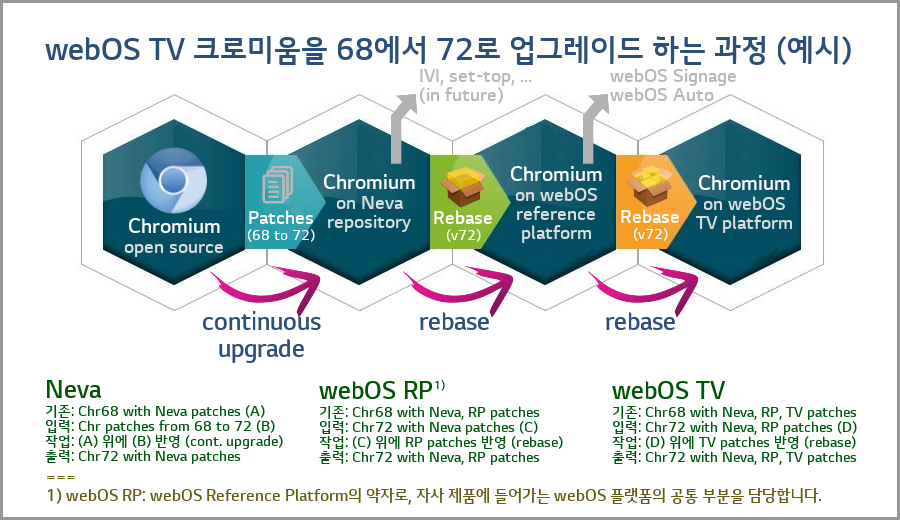 webOS TV 크로미움을 68에서 72로 업그레이드 하는 과정 (예시)
IVI, set-top, ...
(in future)
webOS Signage
webOS Auto
Chromium
open source
Patches
(68 to 72)
Chromium
on Neva
repository
Rebase
(v72)
Chromium
on webOS
reference
platform
Rebase
(v72)
Chromium
on webOS
TV platform
continuous
upgrade
rebase
rebase
Neva
기존: Chr68 with Neva patches (A)
입력: Chr patches from 68 to 72 (B)
작업: (A) 위에 (B) 반영 (cont. upgrade)
출력: Chr72 with Neva patches
webOS RP1)
기존: Chr68 with Neva, RP patches
입력: Chr72 with Neva patches (C)
작업: (C) 위에 RP patches 반영 (rebase)
출력: Chr72 with Neva, RP patches
webOS TV
기존: Chr68 with Neva, RP, TV patches
입력: Chr72 with Neva, RP patches (D)
작업: (D) 위에 TV patches 반영 (rebase)
출력: Chr72 with Neva, RP, TV patches
===
1) webOS RP: webOS Reference Platform의 약자로, 자사 제품에 들어가는 webOS 플랫폼의 공통 부분을 담당합니다.